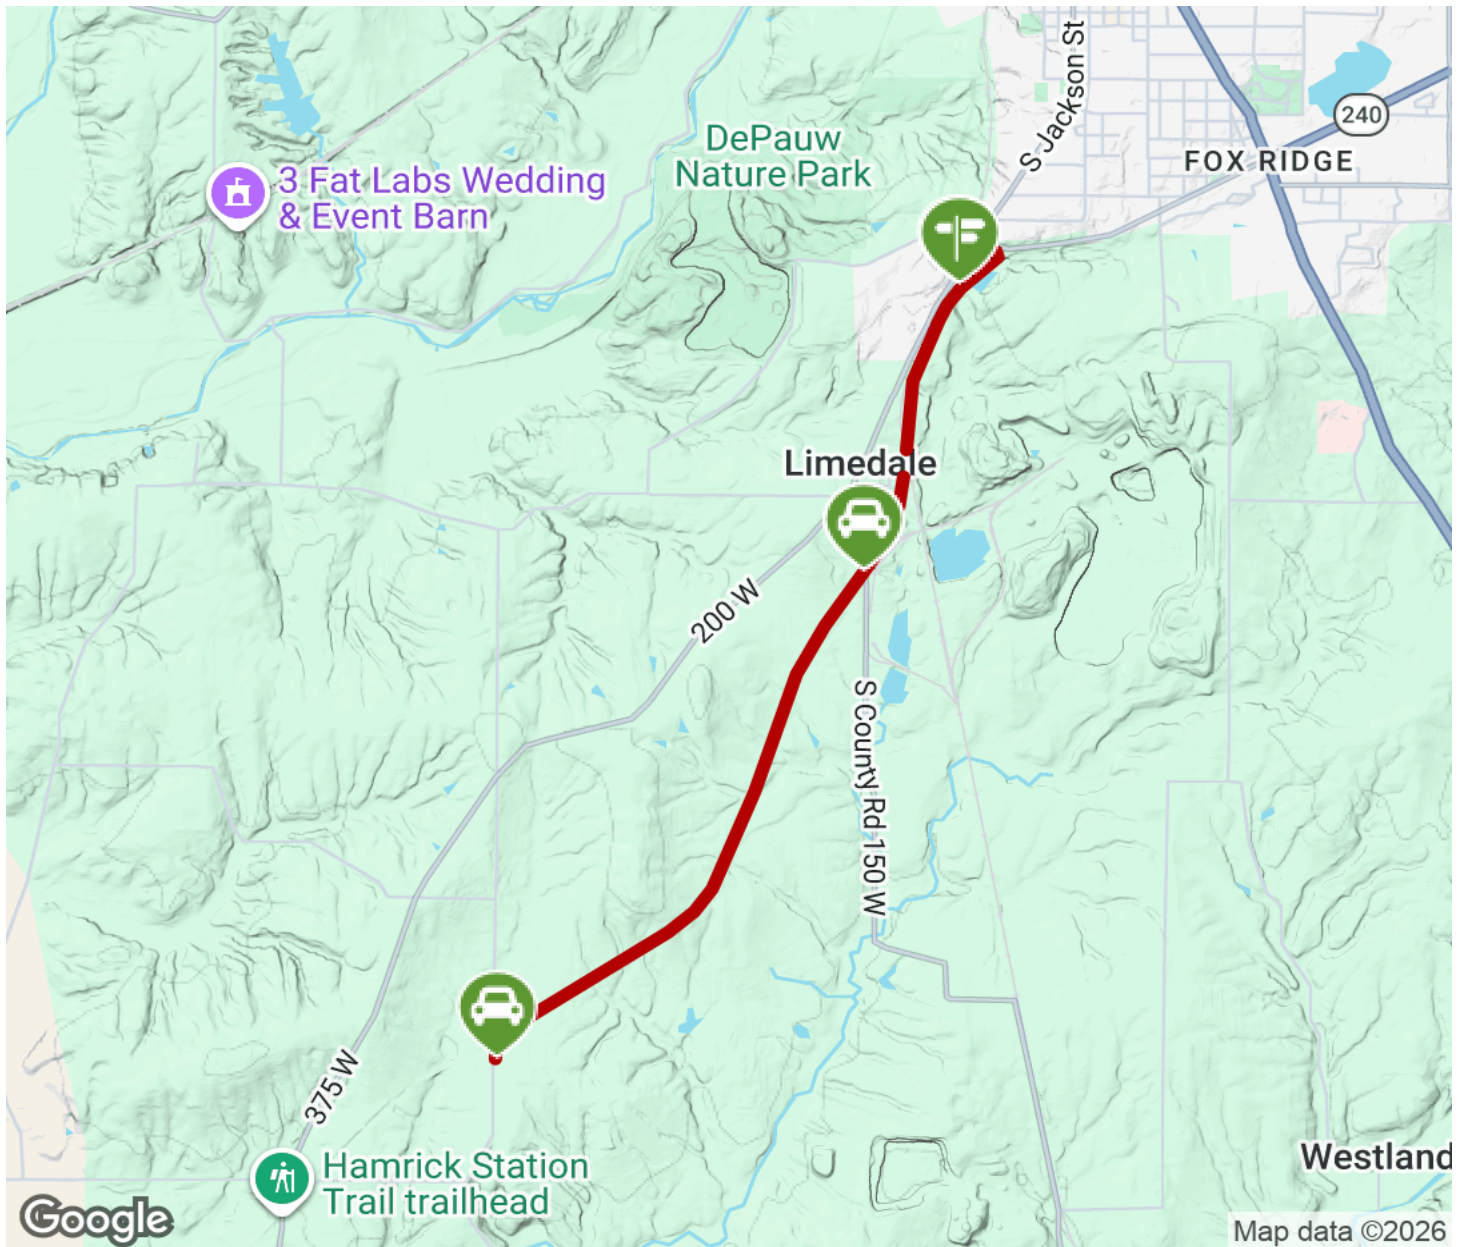 S Jackson St
240
DePauw
Nature Park
FOX RIDGE
3 Fat Labs Wedding
& Event Barn
Limedale
200 W
S County Rd 150 W
375 W
Hamrick Station
Trail trailhead
Westland
Google
Map data ©2026